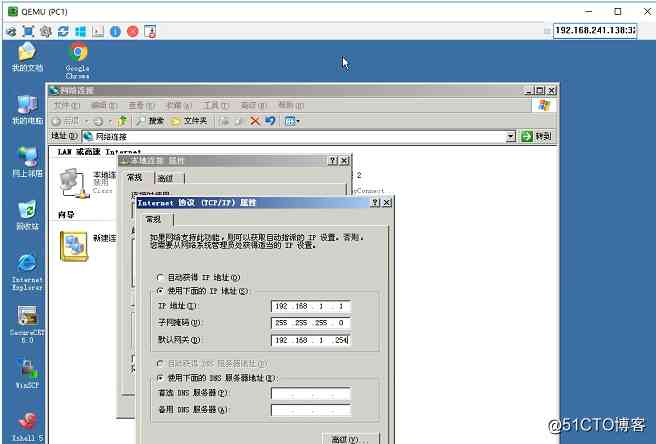 QEMU (PC1)
192.168.241.138:32
我的文档
Google Chrome
我的电脑
网上邻居
回收站
Internet Explorer
SecureCRT 6.0
WinSCP
Xshell 5
网络连接
文件(F) 编辑(E) 查看(V) 收藏(A) 工具(T) 高级(N) 帮助(H)
后退 搜索 文件夹
地址(D) 网络连接 转到
LAN 或高速 Internet
本地连
禁用
Cisco
2
yConnect
向导
新建连
本地连接 属性
常规 高级
连接时使用:
Internet 协议 (TCP/IP) 属性
常规
如果网络支持此功能,则可以获取自动指派的 IP 设置。否则,
您需要从网络系统管理员处获得适当的 IP 设置。
自动获得 IP 地址(O)
使用下面的 IP 地址(S):
IP 地址(I): 192 .168 . 1 . 1
子网掩码(U): 255 .255 .255 . 0
默认网关(D): 192 .168 . 1 .254
自动获得 DNS 服务器地址(B)
使用下面的 DNS 服务器地址(E):
首选 DNS 服务器(P):
备用 DNS 服务器(A):
高级(V)...
@51CTO博客